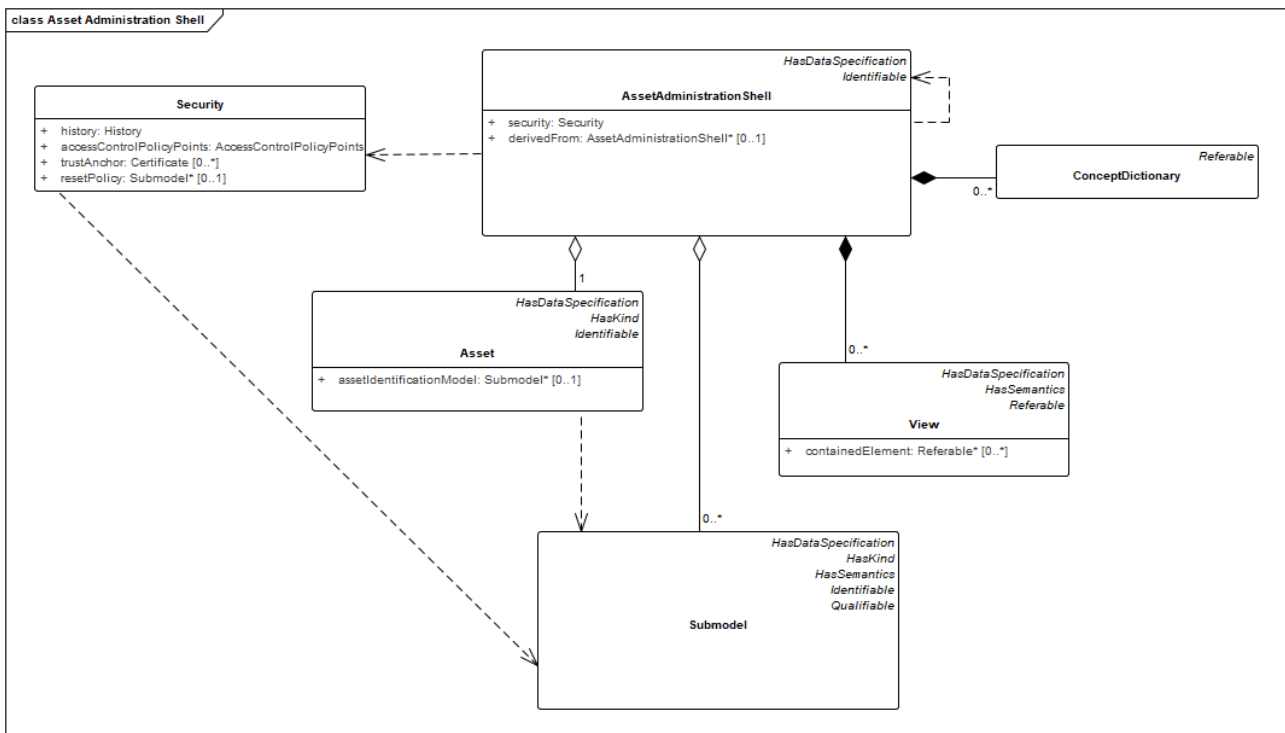 class Asset Administration Shell
HasDataSpecification
Identifiable
AssetAdministrationShell
+ security: Security
+ derivedFrom: AssetAdministrationShell* [0..1]
Security
+ history: History
+ accessControlPolicyPoints: AccessControlPolicyPoints
+ trustAnchor: Certificate [0..*]
+ resetPolicy: Submodel* [0..1]
Referable
ConceptDictionary
0..*
1
HasDataSpecification
HasKind
Identifiable
Asset
+ assetIdentificationModel: Submodel* [0..1]
0..*
HasDataSpecification
HasSemantics
Referable
View
+ containedElement: Referable* [0..*]
0..*
HasDataSpecification
HasKind
HasSemantics
Identifiable
Qualifiable
Submodel